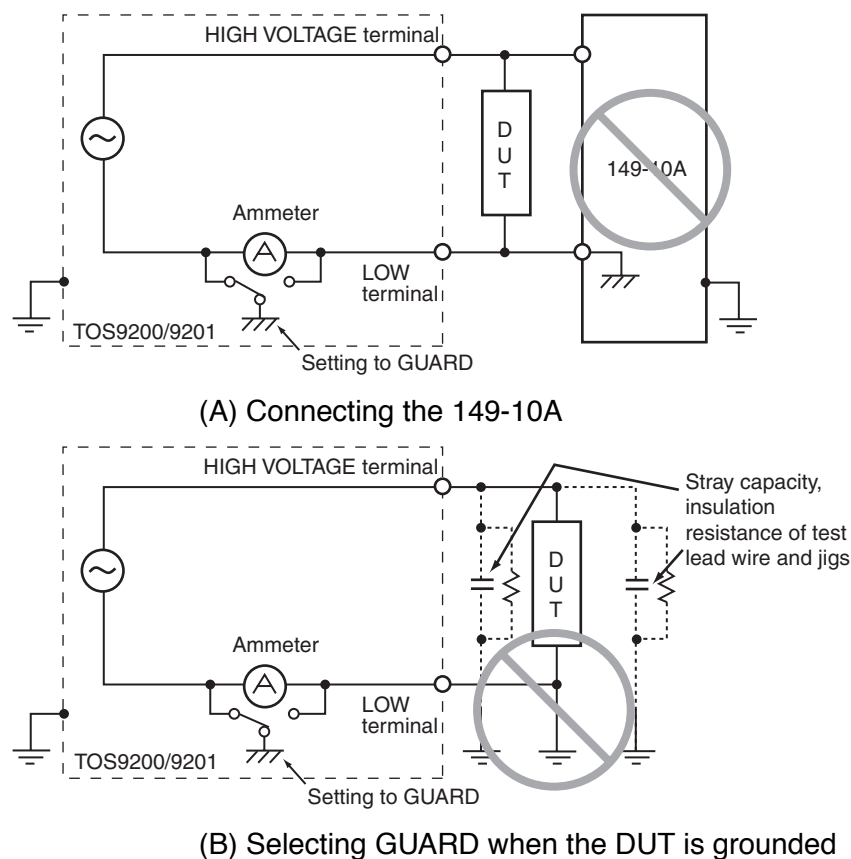 HIGH VOLTAGE terminal
D
U
T
149-10A
Ammeter
A
LOW
terminal
TOS9200/9201
Setting to GUARD
(A) Connecting the 149-10A
HIGH VOLTAGE terminal
Stray capacity,
insulation
resistance of test
lead wire and jigs
D
U
T
Ammeter
A
LOW
terminal
TOS9200/9201
Setting to GUARD
(B) Selecting GUARD when the DUT is grounded